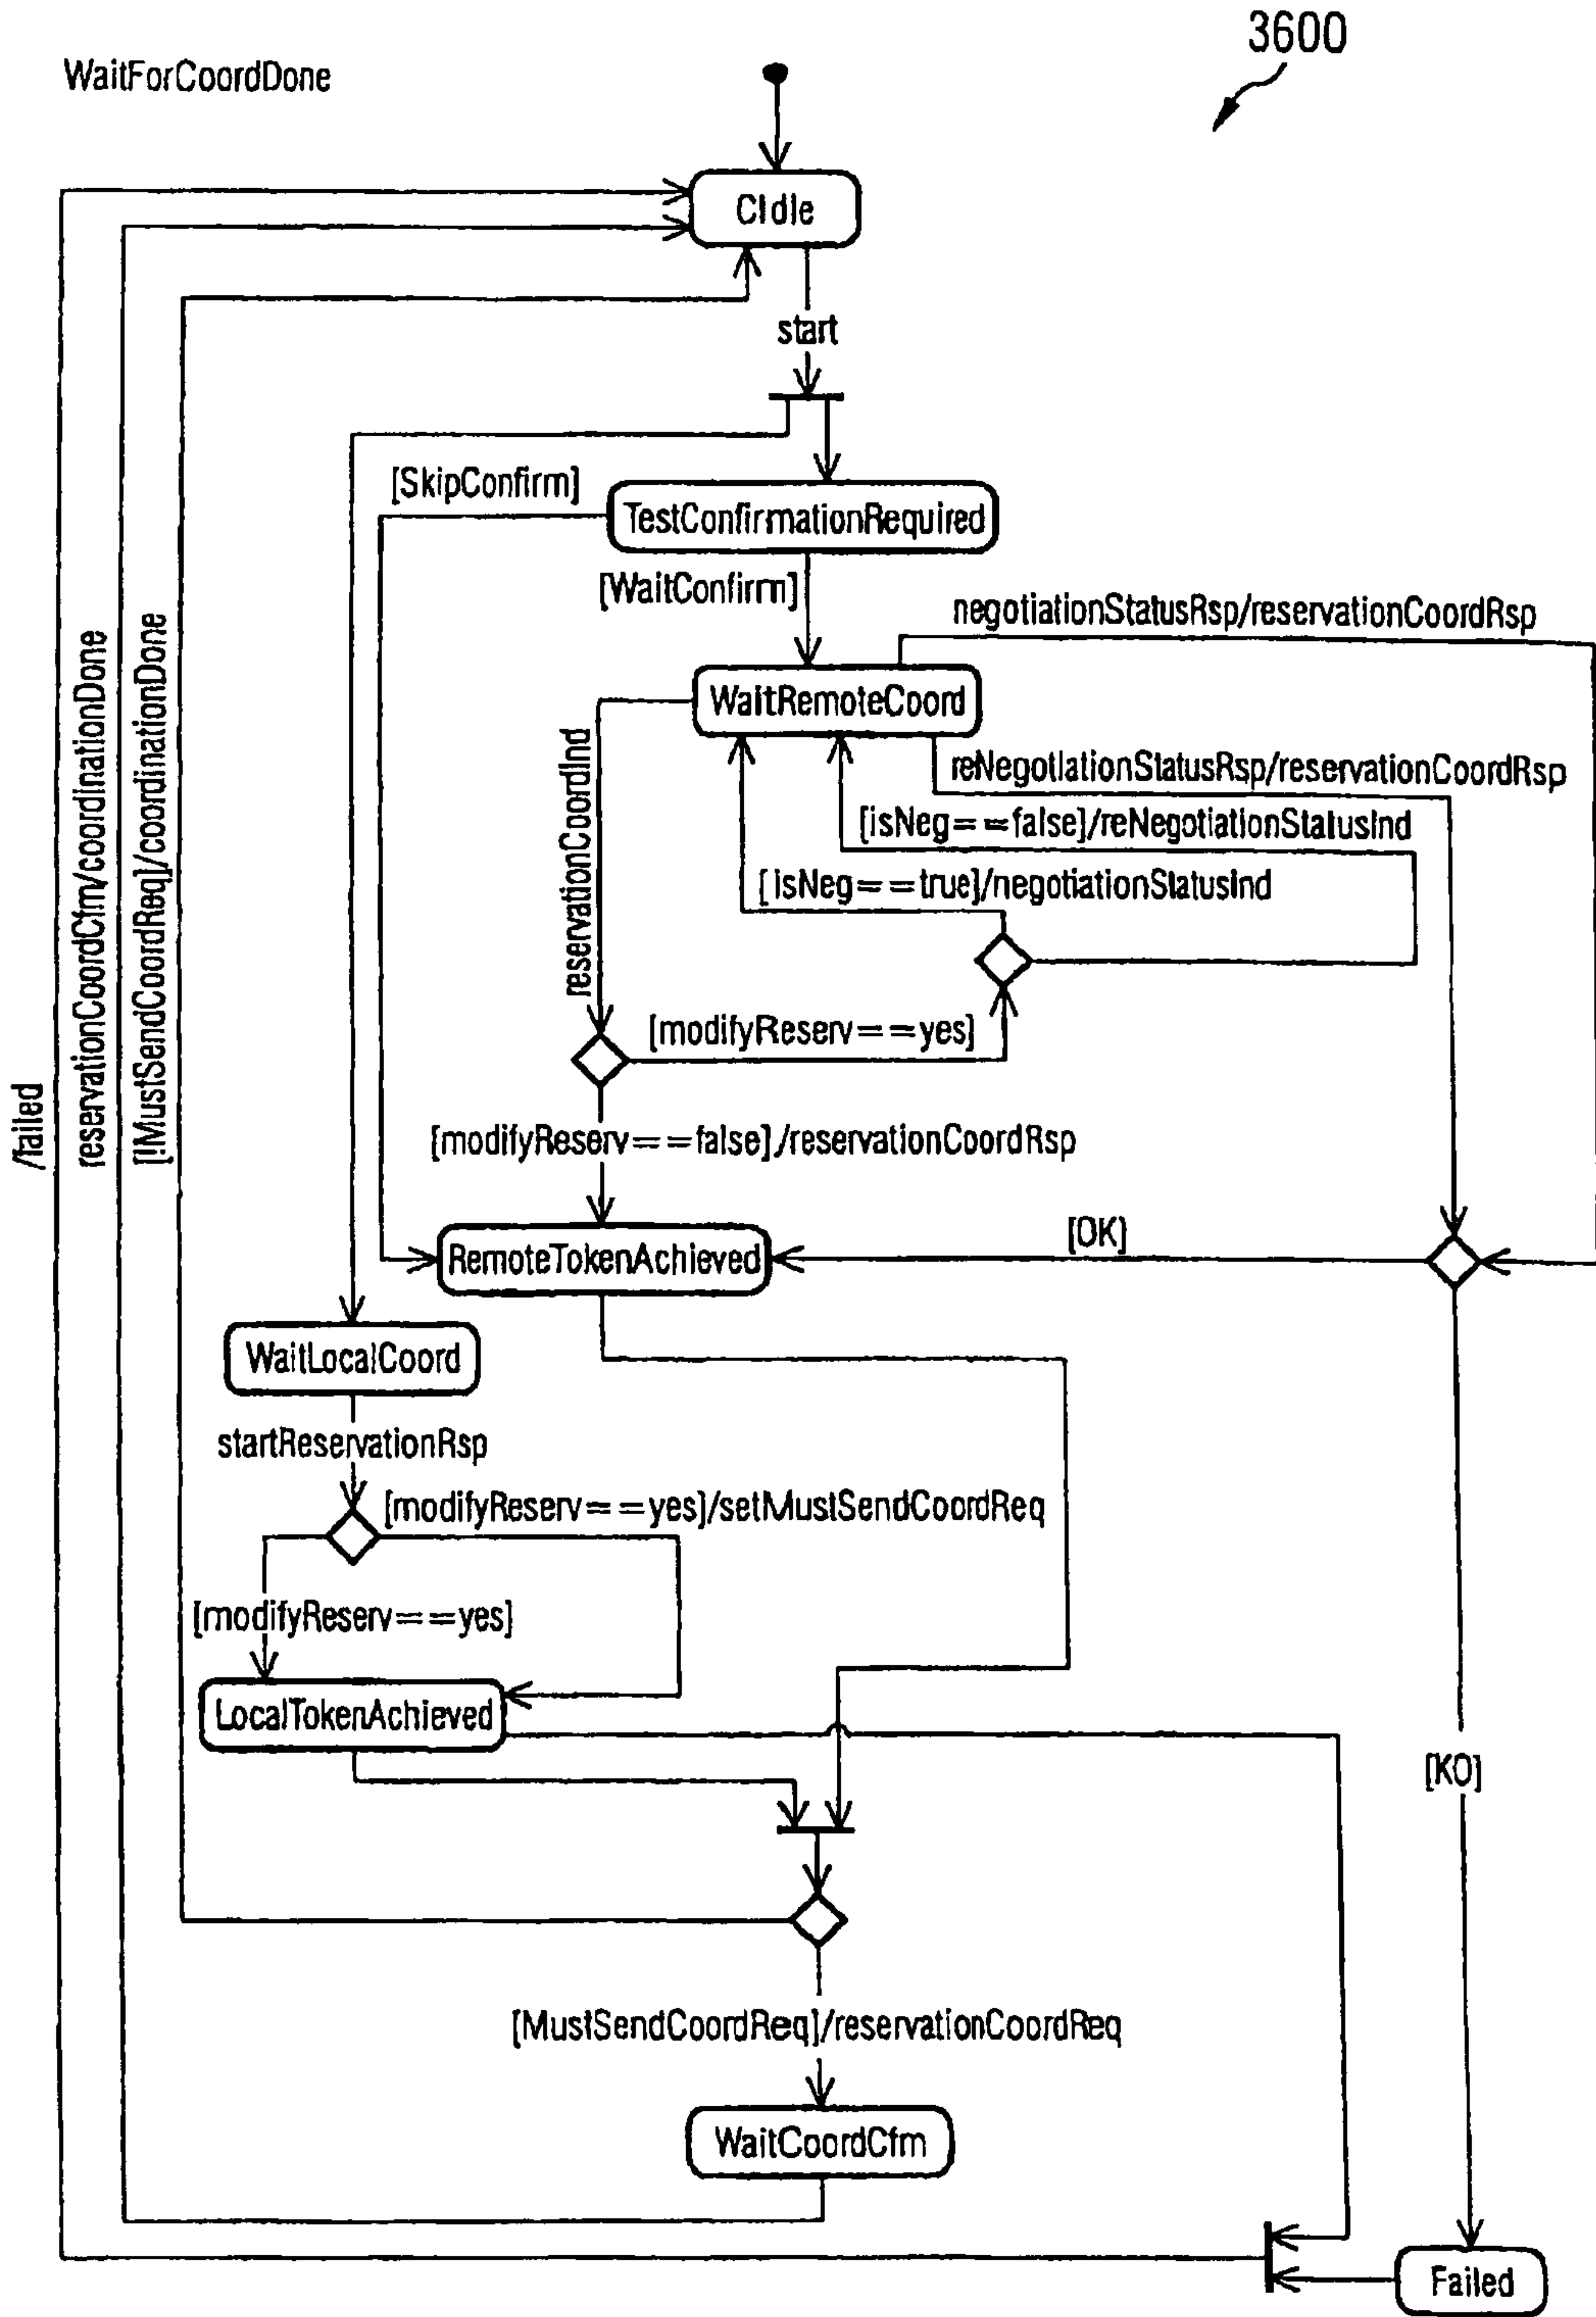 3600
WaitForCoordDone
CIdle
start
[SkipConfirm]
TestConfirmationRequired
[WaitConfirm]
negotiationStatusRsp/reservationCoordRsp
WaitRemoteCoord
reNegotiationStatusRsp/reservationCoordRsp
[isNeg==false]/reNegotiationStatusInd
[isNeg==true]/negotiationStatusInd
reservationCoordInd
[modifyReserv==yes]
/failed
reservationCoordCfm/coordinationDone
[!MustSendCoordReq]/coordinationDone
[modifyReserv==false]/reservationCoordRsp
[OK]
RemoteTokenAchieved
WaitLocalCoord
startReservationRsp
[modifyReserv==yes]/setMustSendCoordReq
[modifyReserv==yes]
LocalTokenAchieved
[KO]
[MustSendCoordReq]/reservationCoordReq
WaitCoordCfm
Failed